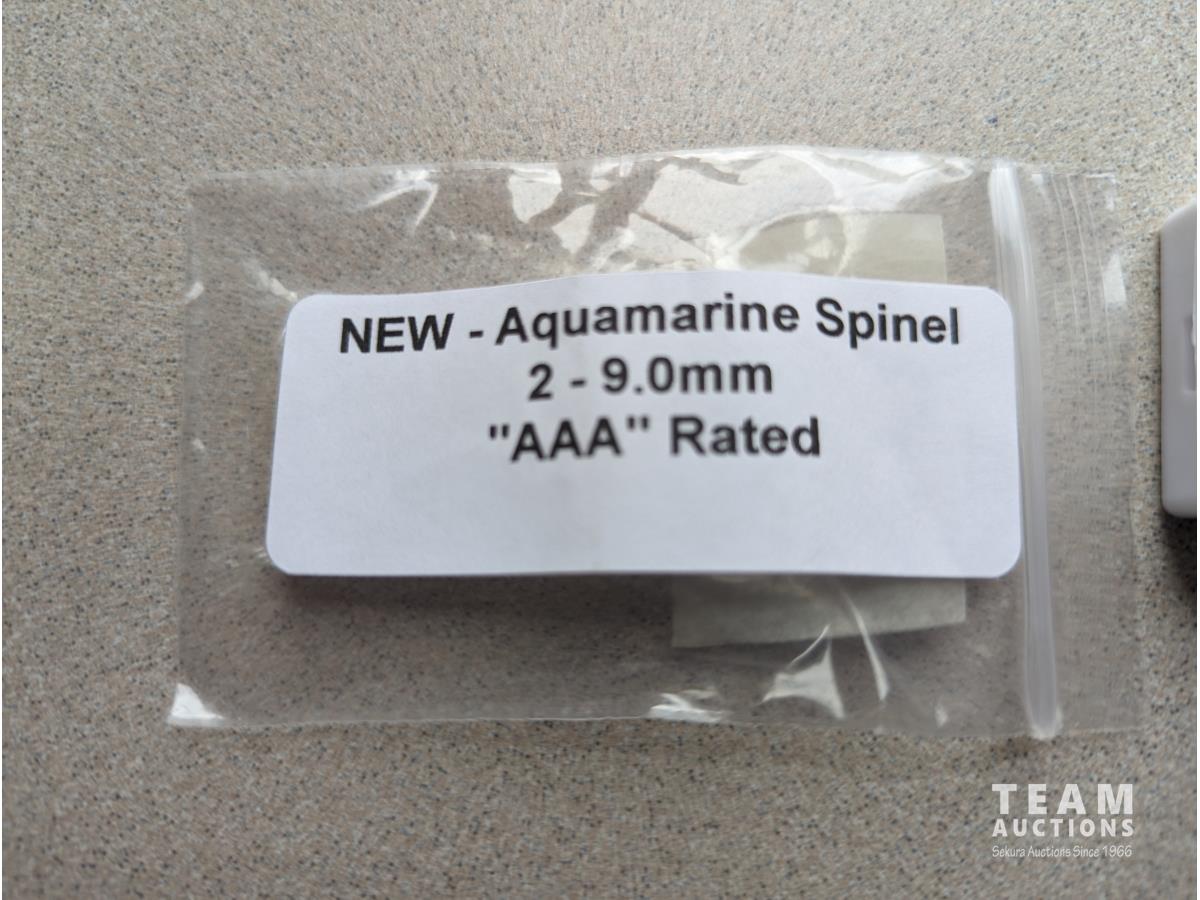 NEW - Aquamarine Spinel
2 - 9.0mm
"AAA" Rated
TEAM
AUCTIONS
Sekura Auctions Since 1966